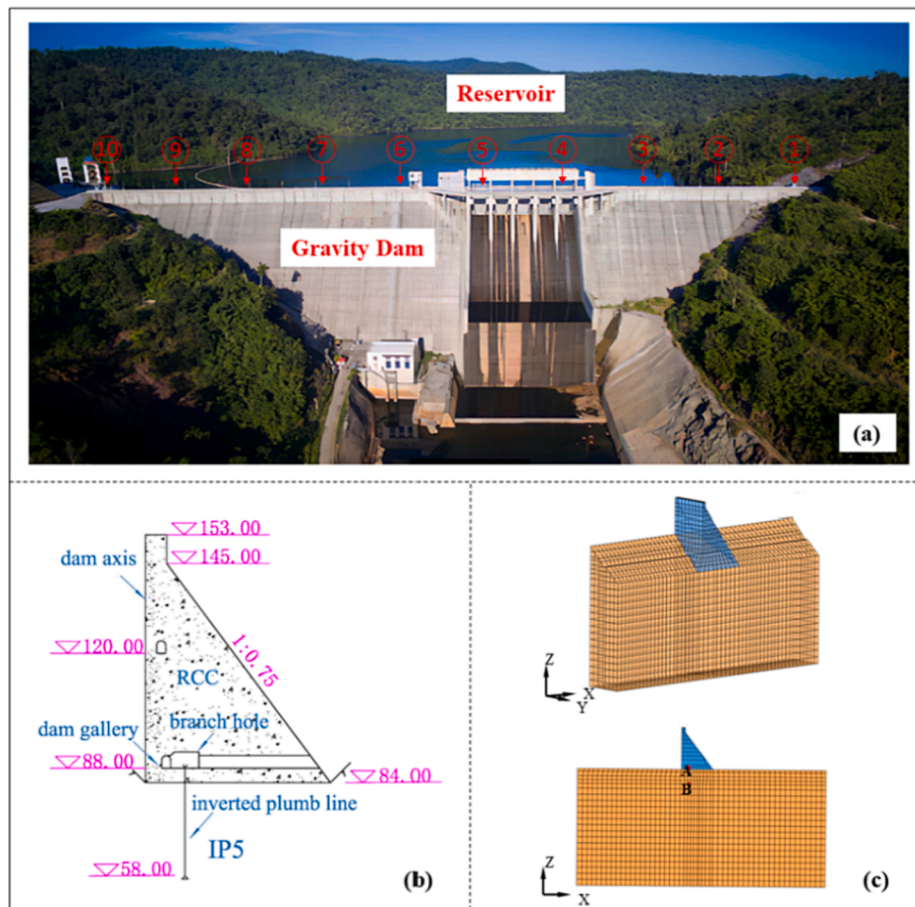 Reservoir
10 9 8 7 6 5 4 3 2 1
Gravity Dam
(a)
153.00
dam axis
145.00
120.00
1:0.75
RCC
branch hole
dam gallery
88.00
84.00
inverted plumb line
IP5
58.00
(b)
Z
X
Y
A
B
Z
X
(c)